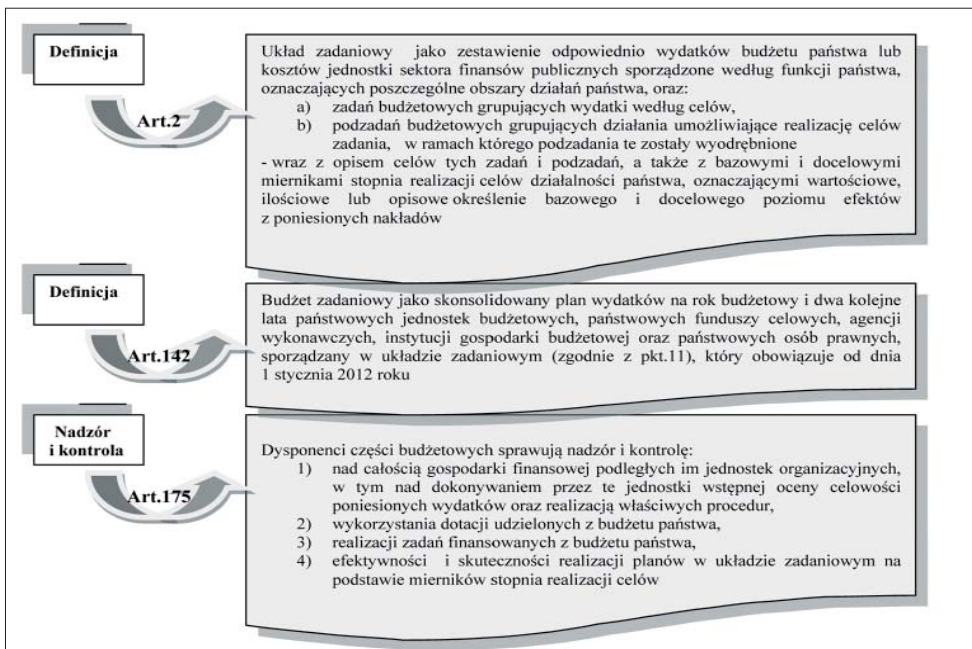 Definicja
Art.2
Układ zadaniowy jako zestawienie odpowiednio wydatków budżetu państwa lub
kosztów jednostki sektora finansów publicznych sporządzone według funkcji państwa,
oznaczających poszczególne obszary działań państwa, oraz:
a) zadań budżetowych grupujących wydatki według celów,
b) podzadań budżetowych grupujących działania umożliwiające realizację celów
zadania, w ramach którego podzadania te zostały wyodrębnione
- wraz z opisem celów tych zadań i podzadań, a także z bazowymi i docelowymi
miernikami stopnia realizacji celów działalności państwa, oznaczającymi wartościowe,
ilościowe lub opisowe określenie bazowego i docelowego poziomu efektów
z poniesionych nakładów
Definicja
Art.142
Budżet zadaniowy jako skonsolidowany plan wydatków na rok budżetowy i dwa kolejne
lata państwowych jednostek budżetowych, państwowych funduszy celowych, agencji
wykonawczych, instytucji gospodarki budżetowej oraz państwowych osób prawnych,
sporządzany w układzie zadaniowym (zgodnie z pkt.11), który obowiązuje od dnia
1 stycznia 2012 roku
Nadzór
i kontrola
Art.175
Dysponenci części budżetowych sprawują nadzór i kontrolę:
1) nad całością gospodarki finansowej podległych im jednostek organizacyjnych,
w tym nad dokonywaniem przez te jednostki wstępnej oceny celowości
poniesionych wydatków oraz realizacją właściwych procedur,
2) wykorzystania dotacji udzielonych z budżetu państwa,
3) realizacji zadań finansowanych z budżetu państwa,
4) efektywności i skuteczności realizacji planów w układzie zadaniowym na
podstawie mierników stopnia realizacji celów